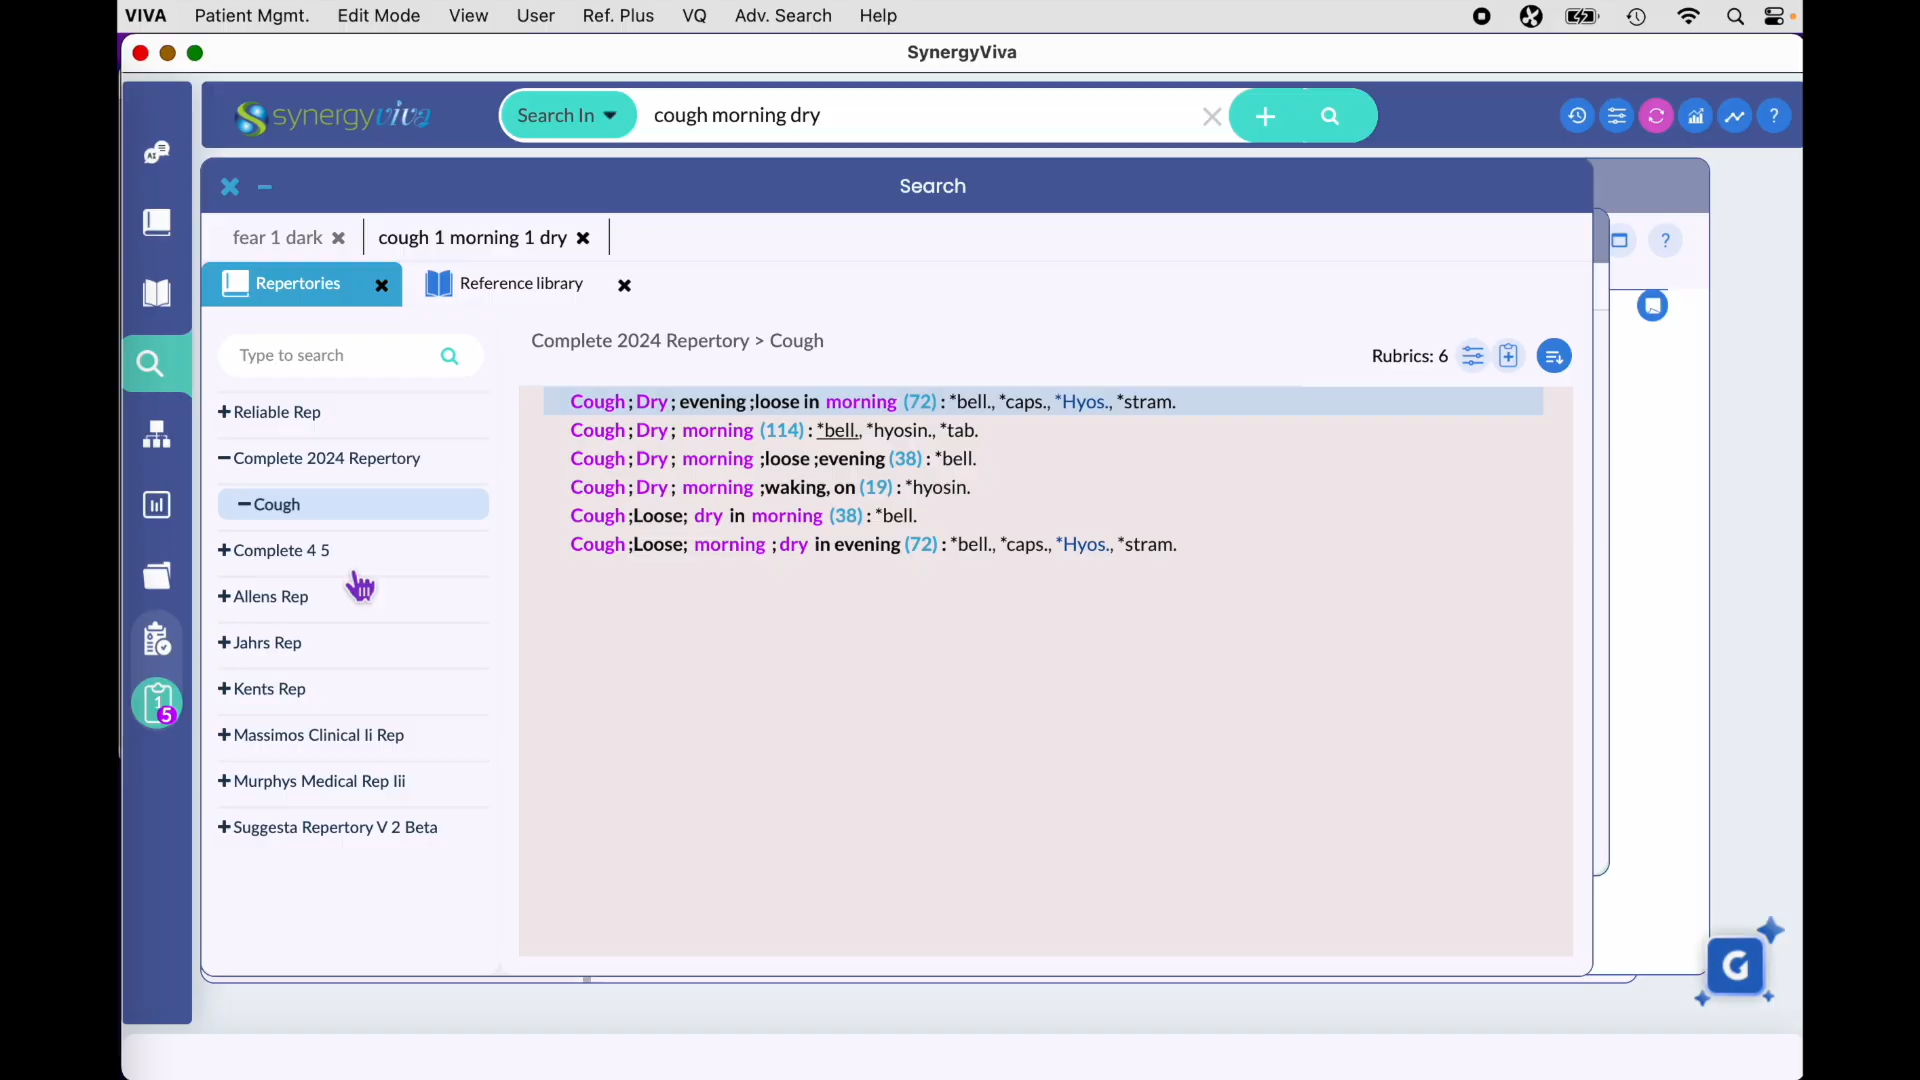 VIVA Patient Mgmt. Edit Mode View User Ref. Plus VQ Adv. Search Help
SynergyViva
synergyviva Search In cough morning dry ?
AI
Search
fear 1 dark cough 1 morning 1 dry
?
Repertories Reference library
Type to search
Complete 2024 Repertory > Cough
Rubrics: 6
+Reliable Rep
Complete 2024 Repertory
Cough
+Complete 4 5
+Allens Rep
+Jahrs Rep
+Kents Rep
+Massimos Clinical Ii Rep
+Murphys Medical Rep Iii
+Suggesta Repertory V 2 Beta
Cough;Dry; evening;loose in morning (72): *bell., *caps., *Hyos., *stram.
Cough;Dry; morning (114): *bell., *hyosin., *tab.
Cough;Dry; morning ;loose ;evening (38): *bell.
Cough;Dry; morning ;waking, on (19): *hyosin.
Cough;Loose; dry in morning (38): *bell.
Cough;Loose; morning ;dry in evening (72): *bell., *caps., *Hyos., *stram.
1
5
G